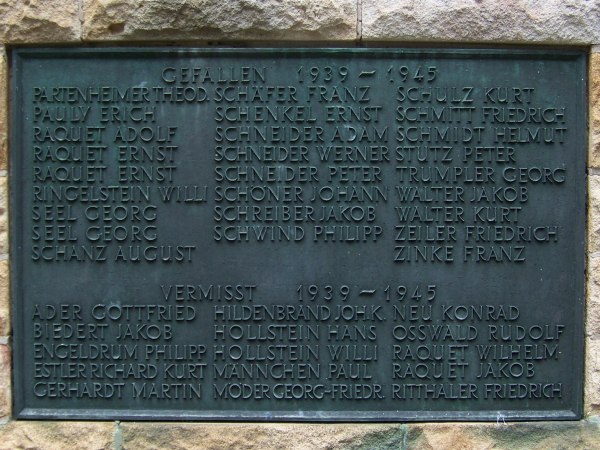 GEFALLEN 1939 — 1945
PARTENHEIMER THEOD. SCHÄFER FRANZ SCHULZ KURT
PAULY ERICH SCHENKEL ERNST SCHMITT FRIEDRICH
RAQUET ADOLF SCHNEIDER ADAM SCHMIDT HELMUT
RAQUET ERNST SCHNEIDER WERNER STÜTZ PETER
RAQUET ERNST SCHNEIDER PETER TRUMPLER GEORG
RINGELSTEIN WILLI SCHÖNER JOHANN WALTER JAKOB
SEEL GEORG SCHREIBER JAKOB WALTER KURT
SEEL GEORG SCHWIND PHILIPP ZEILER FRIEDRICH
SCHANZ AUGUST ZINKE FRANZ
VERMISST 1939 — 1945
ADER GOTTFRIED HILDENBRAND JOH.K. NEU KONRAD
BIEDERT JAKOB HOLLSTEIN HANS OSSWALD RUDOLF
ENGELDRUM PHILIPP HOLLSTEIN WILLI RAQUET WILHELM
ESTLER RICHARD KURT MÄNNCHEN PAUL RAQUET JAKOB
GERHARDT MARTIN MODER GEORG-FRIEDR. RITTHALER FRIEDRICH